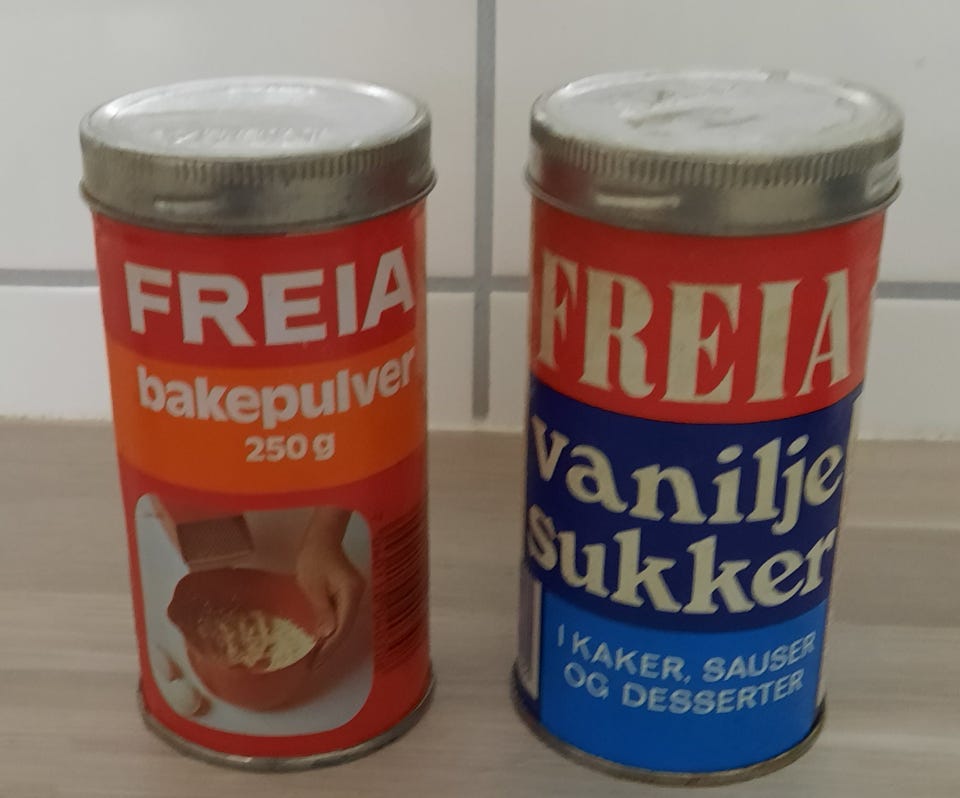 FREIA
bakepulver
250 g
FREIA
vanilje
sukker
I KAKER, SAUSER
OG DESSERTER